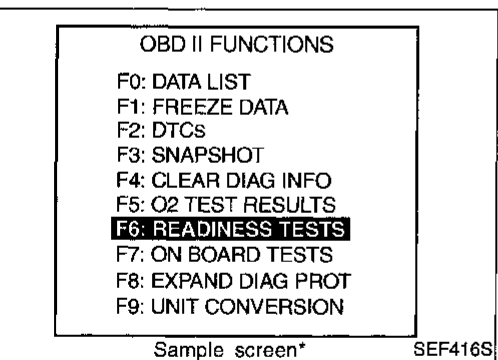 OBD II FUNCTIONS
F0: DATA LIST
F1: FREEZE DATA
F2: DTCs
F3: SNAPSHOT
F4: CLEAR DIAG INFO
F5: O2 TEST RESULTS
F6: READINESS TESTS
F7: ON BOARD TESTS
F8: EXPAND DIAG PROT
F9: UNIT CONVERSION
Sample screen* SEF416S